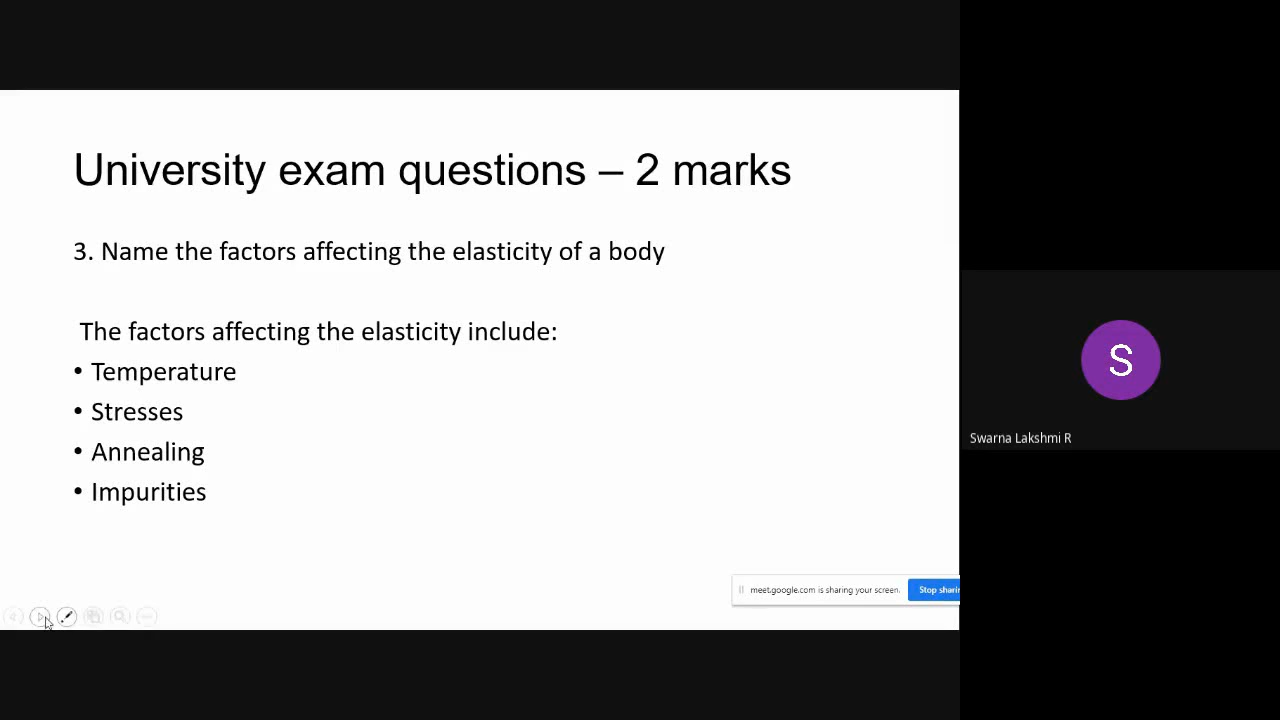 University exam questions – 2 marks
3. Name the factors affecting the elasticity of a body
The factors affecting the elasticity include:
• Temperature
• Stresses
• Annealing
• Impurities
S
Swarna Lakshmi R
meet.google.com is sharing your screen.
Stop